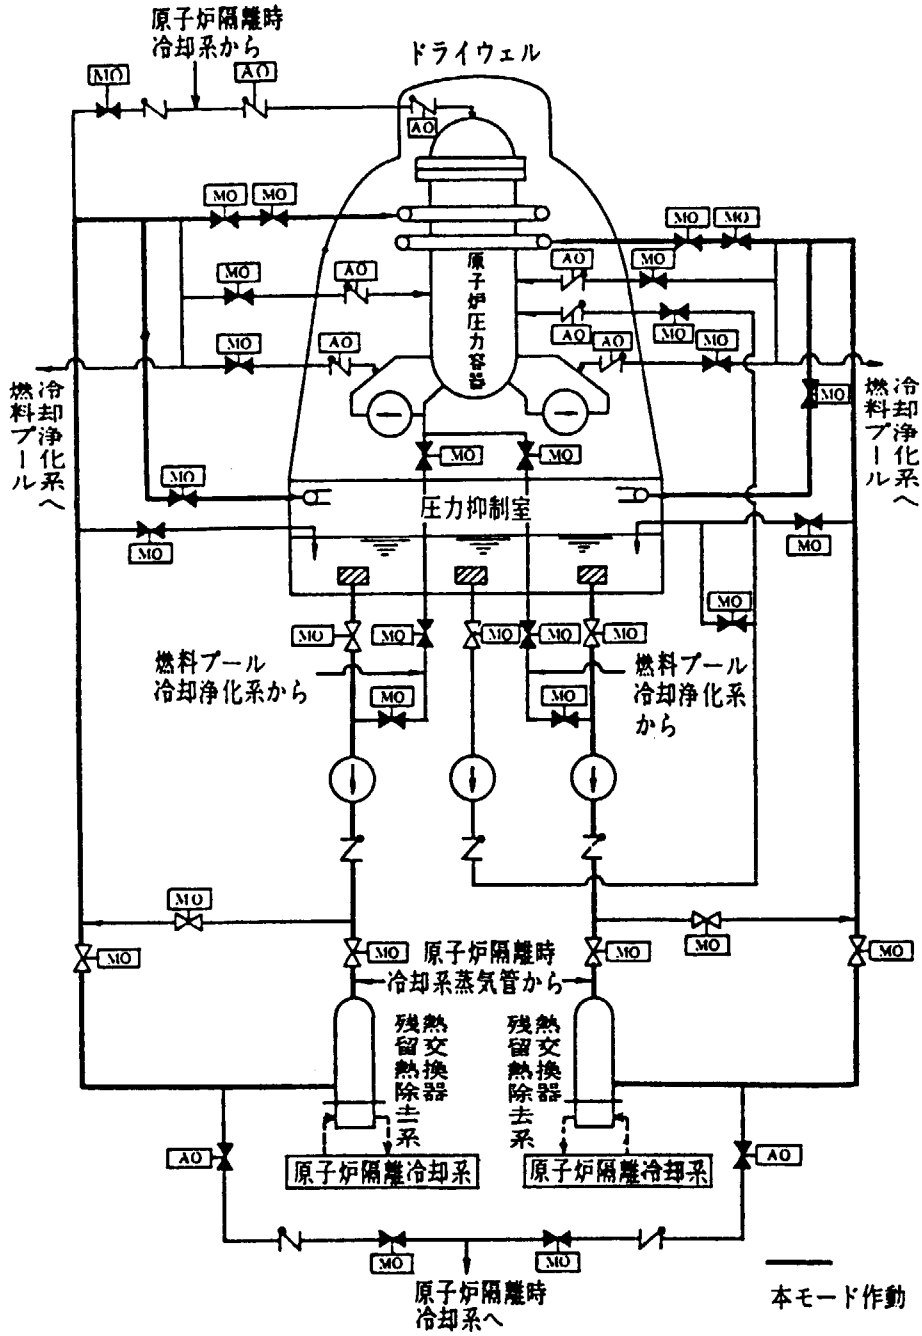 原子炉隔離時
冷却系から
ドライウェル
MO
AO
AO
MO
MO
MO
MO
原子炉圧力容器
MO
AO
AO
MO
AO
MO
MO
AO
AO
MO
MO
冷却浄化系へ
燃料プール
冷却浄化系へ
燃料プール
MO
MO
MO
圧力抑制室
MO
MO
MO
MO
MO
MO
MO
MO
燃料プール
冷却浄化系から
燃料プール
冷却浄化系
から
MO
MO
MO
MO
MO
MO
MO
MO
原子炉隔離時
冷却系蒸気管から
熱交換器
残留熱除去系
熱交換器
残留熱除去系
AO
AO
原子炉隔離冷却系
原子炉隔離冷却系
MO
MO
原子炉隔離時
冷却系へ
本モード作動